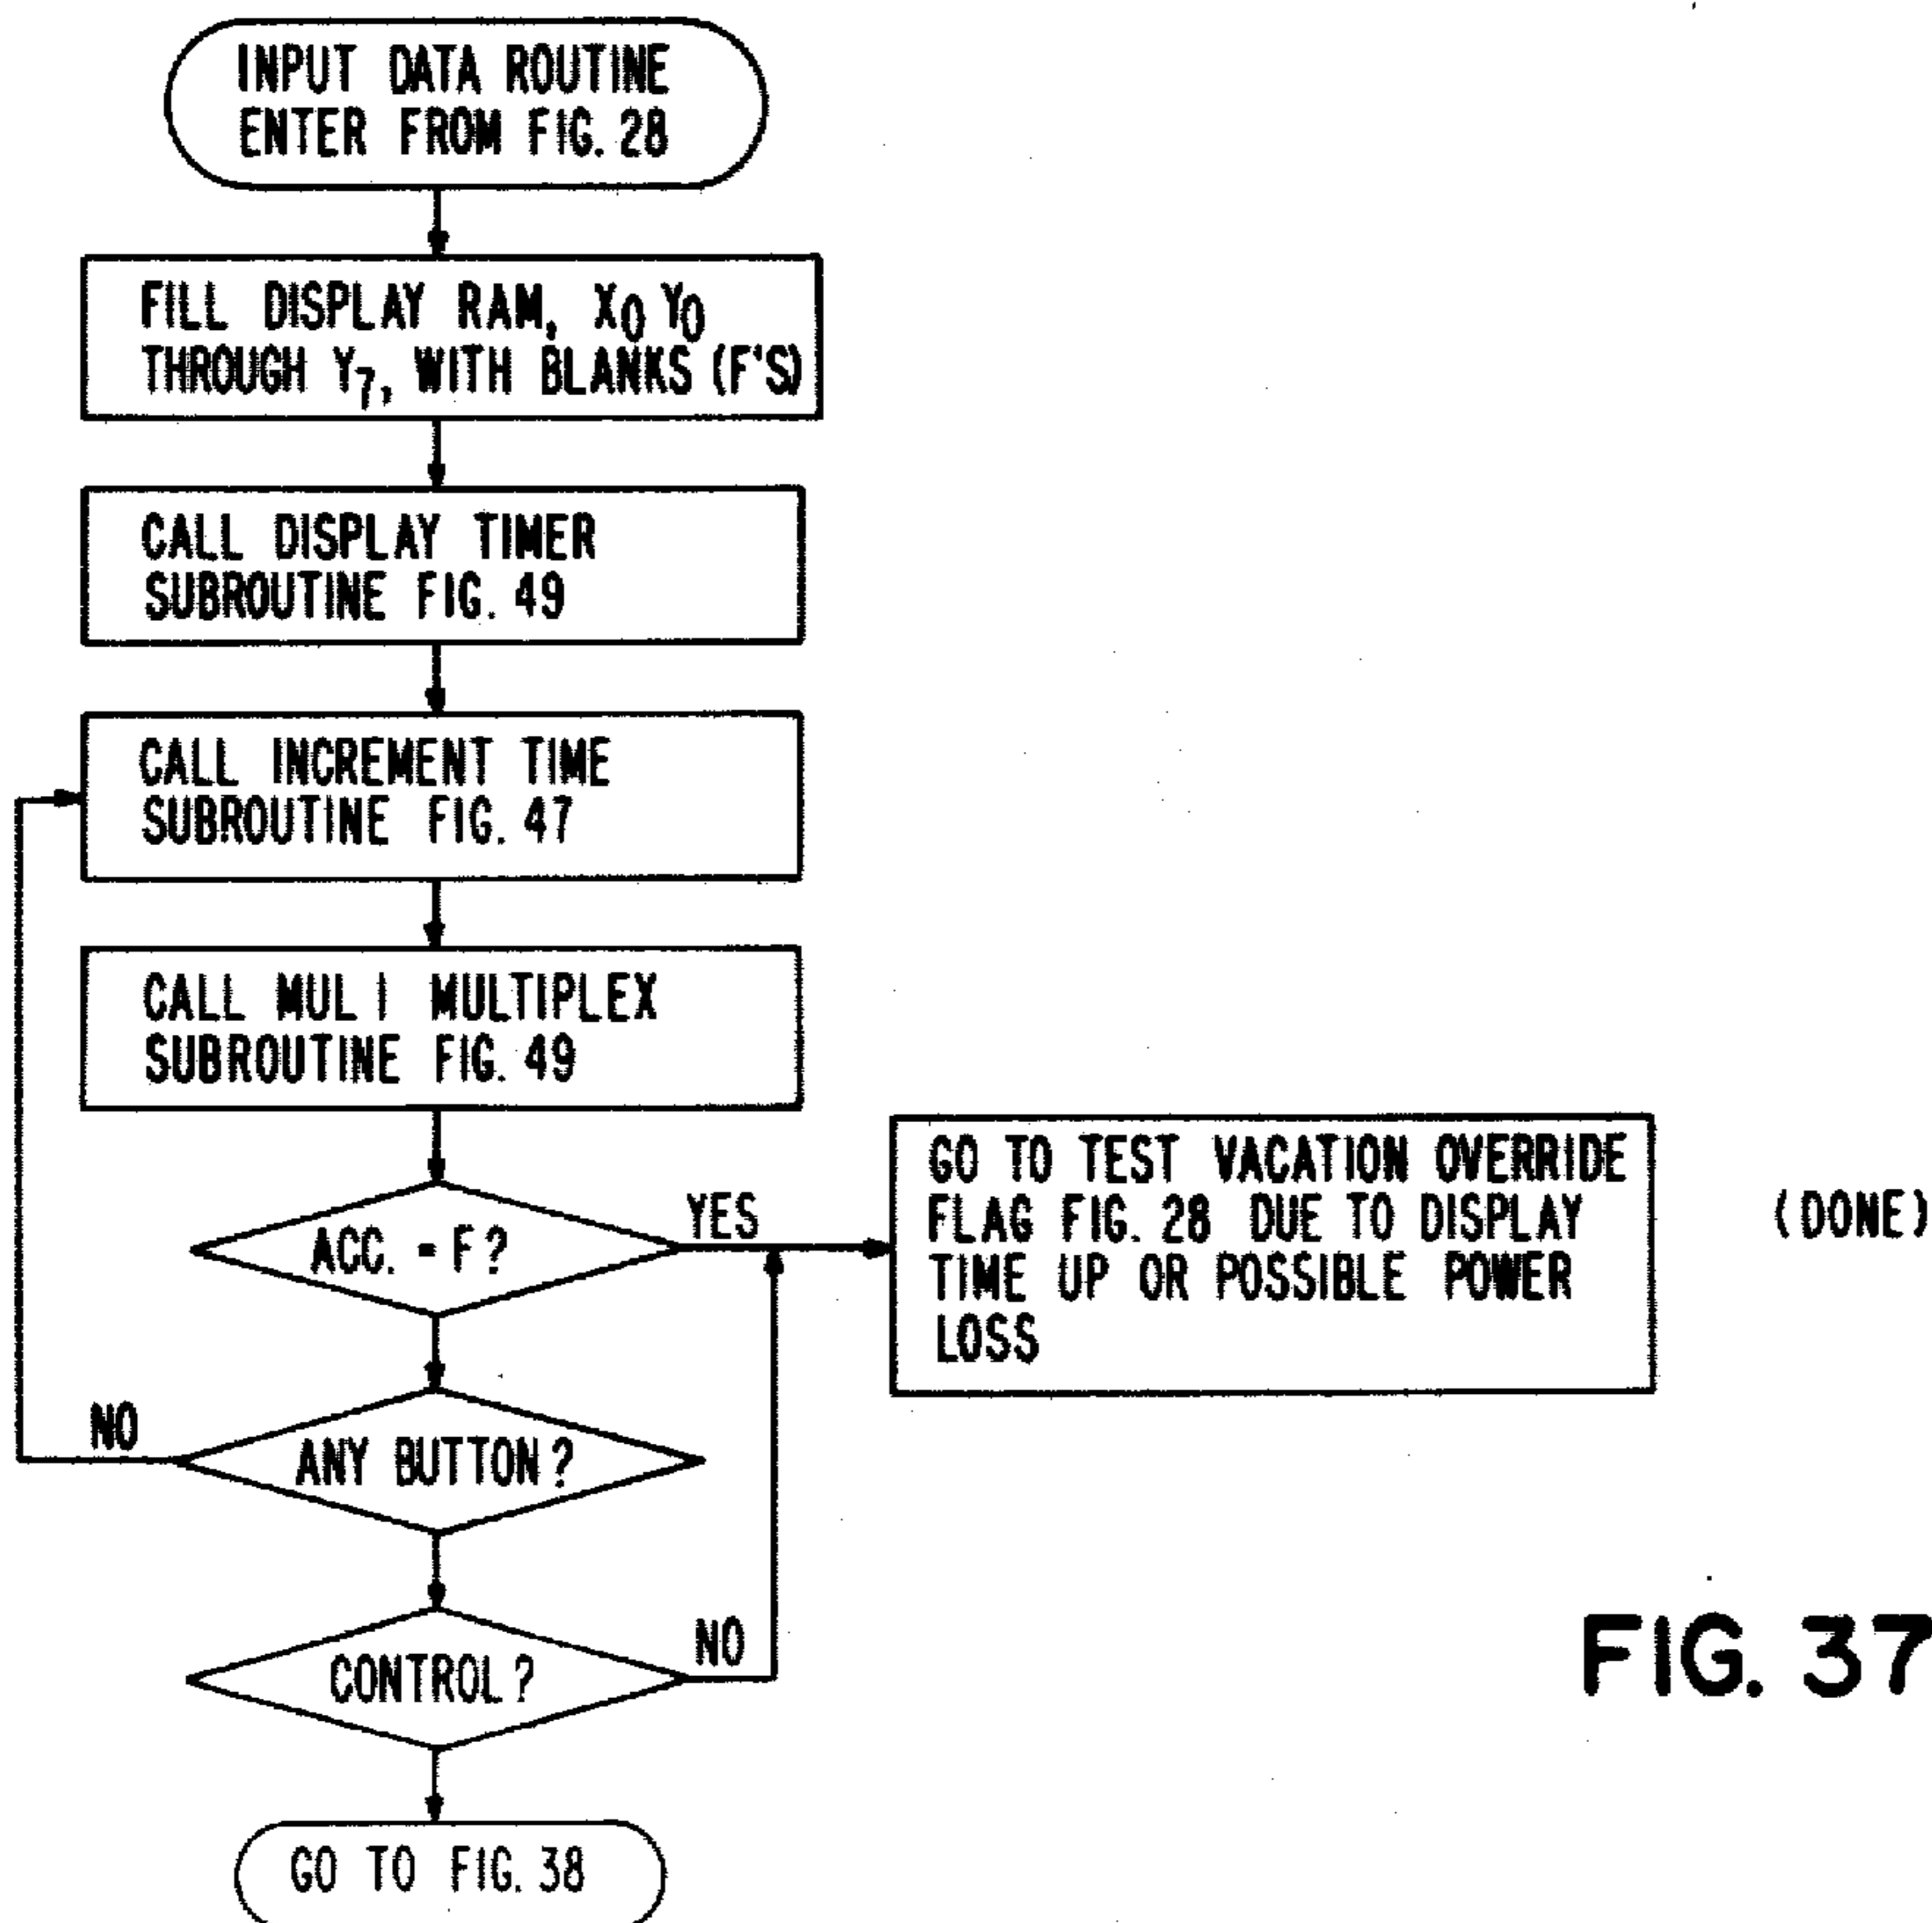 INPUT DATA ROUTINE
ENTER FROM FIG. 28
FILL DISPLAY RAM, X0 Y0
THROUGH Y7, WITH BLANKS (F'S)
CALL DISPLAY TIMER
SUBROUTINE FIG. 49
CALL INCREMENT TIME
SUBROUTINE FIG. 47
CALL MUL 1 MULTIPLEX
SUBROUTINE FIG. 49
ACC. = F?
YES
GO TO TEST VACATION OVERRIDE
FLAG FIG. 28 DUE TO DISPLAY
TIME UP OR POSSIBLE POWER
LOSS
(DONE)
NO
ANY BUTTON?
CONTROL?
NO
GO TO FIG. 38
FIG. 37